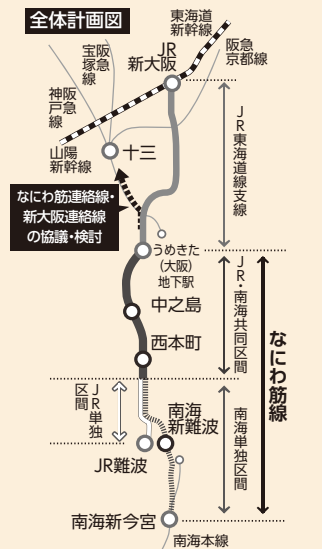 全体計画図
東海道
新幹線
宝塚線
阪急
JR
新大阪
阪急
京都線
神戸線
阪急
山陽
新幹線
十三
JR東海道線支線
なにわ筋連絡線・
新大阪連絡線
の協議・検討
うめきた
(大阪)
地下駅
JR・南海共同区間
中之島
西本町
なにわ筋線
JR単独
区間
南海
新難波
南海単独区間
JR難波
南海新今宮
南海本線